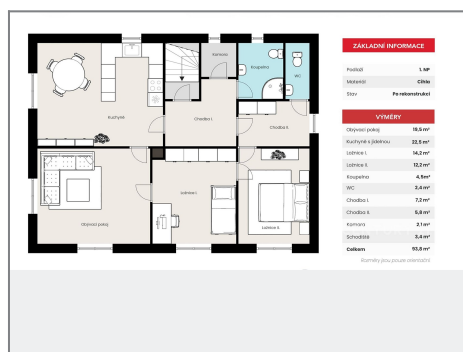 ZÁKLADNÍ INFORMACE
Podlaží 1. NP
Materiál Cihla
Stav Po rekonstrukci
VÝMĚRY
Obývací pokoj 19,5 m²
Kuchyně s jídelnou 22,5 m²
Ložnice I. 14,2 m²
Ložnice II. 12,2 m²
Koupelna 4,5m²
WC 2,4 m²
Chodba I. 7,2 m²
Chodba II. 5,8 m²
Komora 2,1 m²
Schodiště 3,4 m²
Celkem 93,8 m²
Rozměry jsou pouze orientační
Komora
Koupelna
WC
Kuchyně
Chodba I.
Chodba II.
Obývací pokoj
Ložnice I.
Ložnice II.